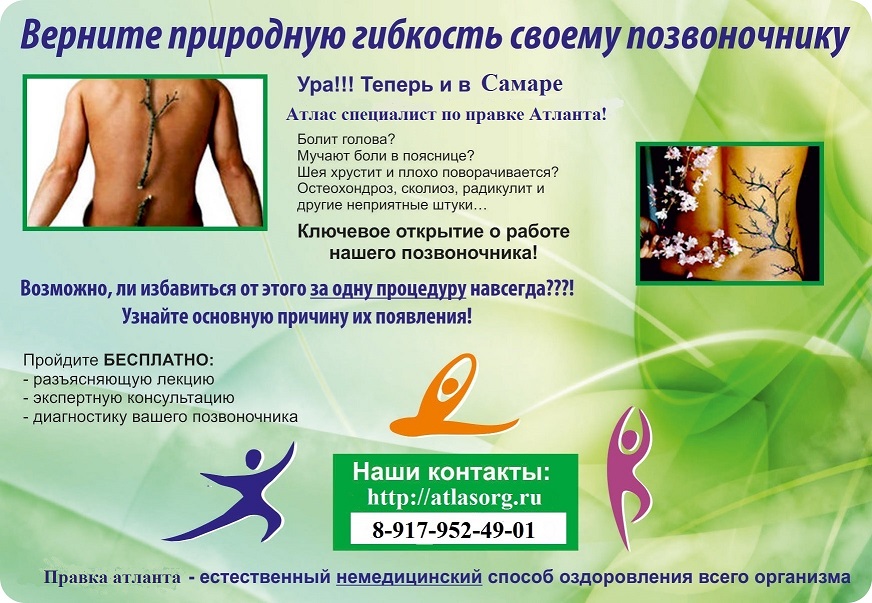 Верните природную гибкость своему позвоночнику
Ура!!! Теперь и в Самаре
Атлас специалист по правке Атланта!
Болит голова?
Мучают боли в пояснице?
Шея хрустит и плохо поворачивается?
Остеохондроз, сколиоз, радикулит и
другие неприятные штуки...
Ключевое открытие о работе
нашего позвоночника!
Возможно, ли избавиться от этого за одну процедуру навсегда???!
Узнайте основную причину их появления!
Пройдите БЕСПЛАТНО:
- разъясняющую лекцию
- экспертную консультацию
- диагностику вашего позвоночника
Наши контакты:
http://atlasorg.ru
8-917-952-49-01
Правка атланта - естественный немедицинский способ оздоровления всего организма